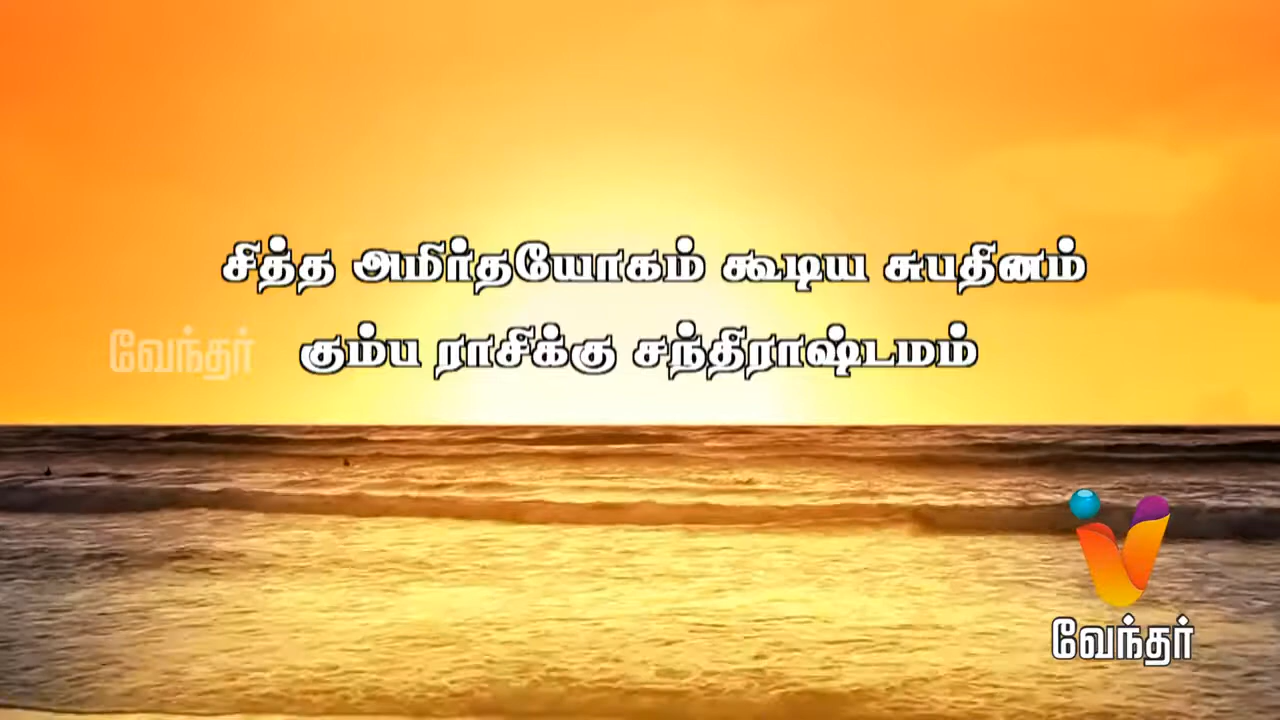 சித்த அமிர்தயோகம் கூடிய சுபதினம்
கும்ப ராசிக்கு சந்திராஷ்டமம்
வேந்தர்
வேந்தர்